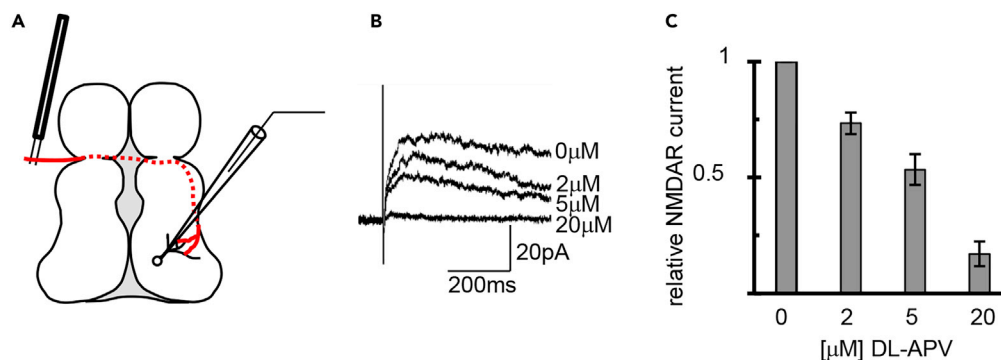 A
B
0µM
2µM
5µM
20µM
20pA
200ms
C
relative NMDAR current
1
0.5
0 2 5 20
[µM] DL-APV